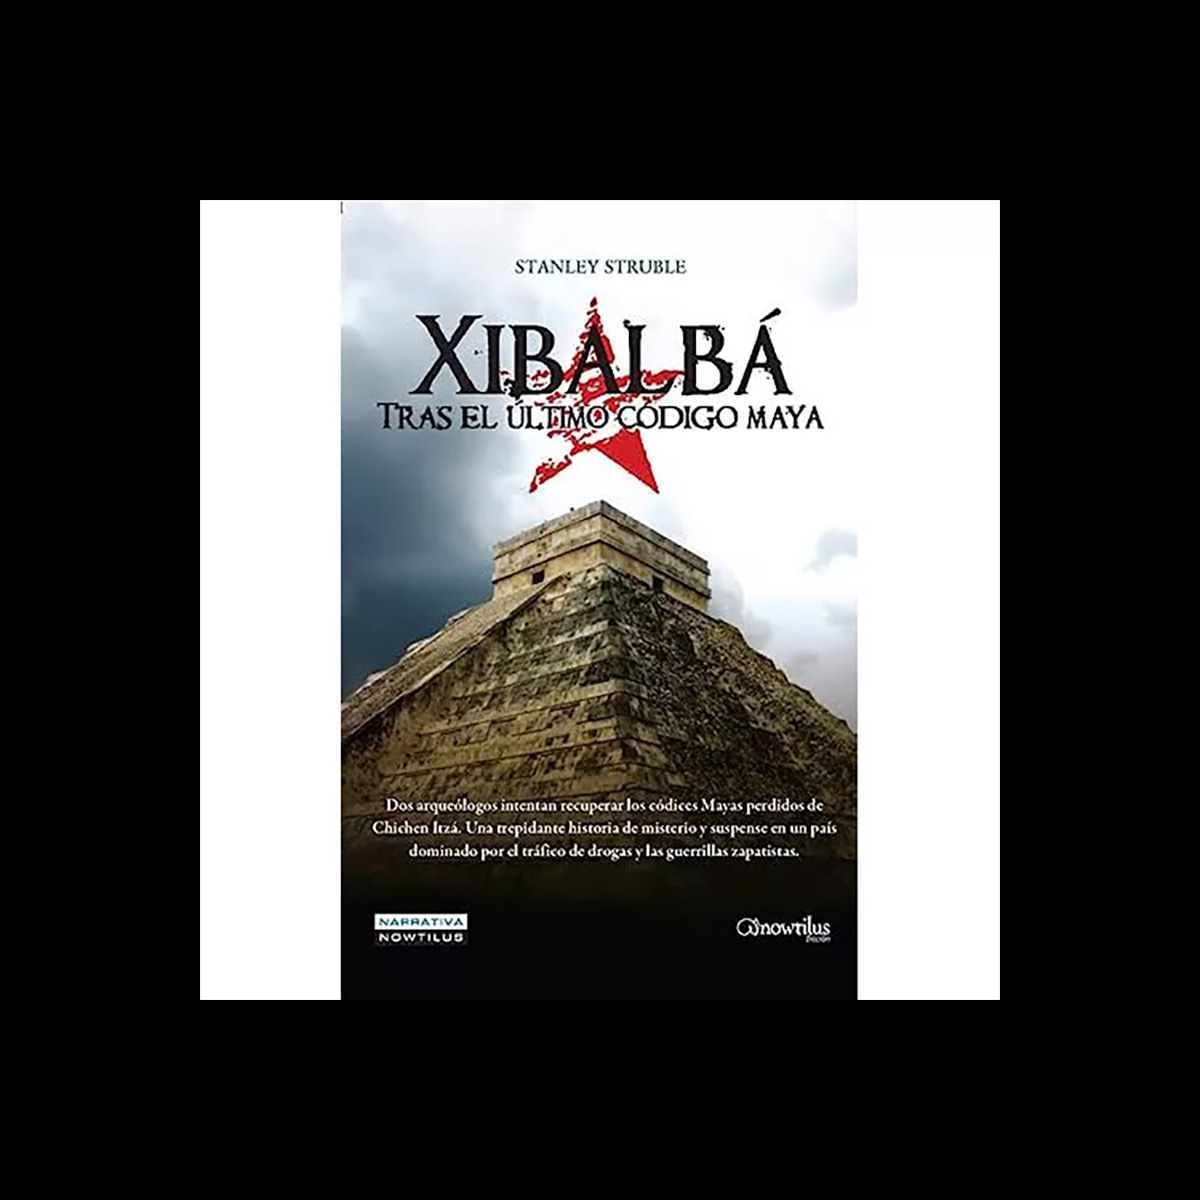 STANLEY STRUBLE
XIBALBÁ
TRAS EL ÚLTIMO CÓDIGO MAYA
Dos arqueólogos intentan recuperar los códices Mayas perdidos de
Chichen Itzá. Una trepidante historia de misterio y suspense en un país
dominado por el tráfico de drogas y las guerrillas zapatistas.
NARRATIVA
NOWTILUS
nowtilus
ficción